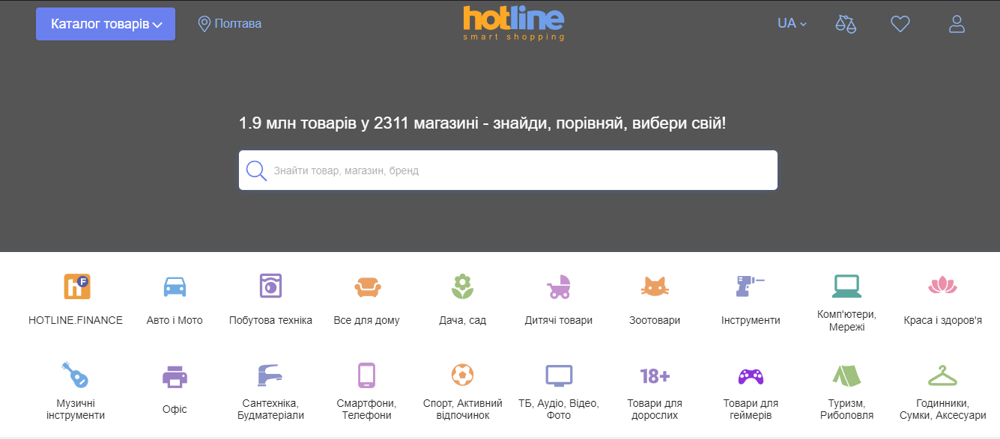 Каталог товарів
Полтава
hotline
smart shopping
UA
1.9 млн товарів у 2311 магазині - знайди, порівняй, вибери свій!
Знайти товар, магазин, бренд
h F
HOTLINE.FINANCE
Авто і Мото
Побутова техніка
Все для дому
Дача, сад
Дитячі товари
Зоотовари
Інструменти
Комп'ютери,
Мережі
Краса і здоров'я
Музичні
інструменти
Офіс
Сантехніка,
Будматеріали
Смартфони,
Телефони
Спорт, Активний
відпочинок
ТБ, Аудіо, Відео,
Фото
18+
Товари для
дорослих
Товари для
геймерів
Туризм,
Риболовля
Годинники,
Сумки, Аксесуари